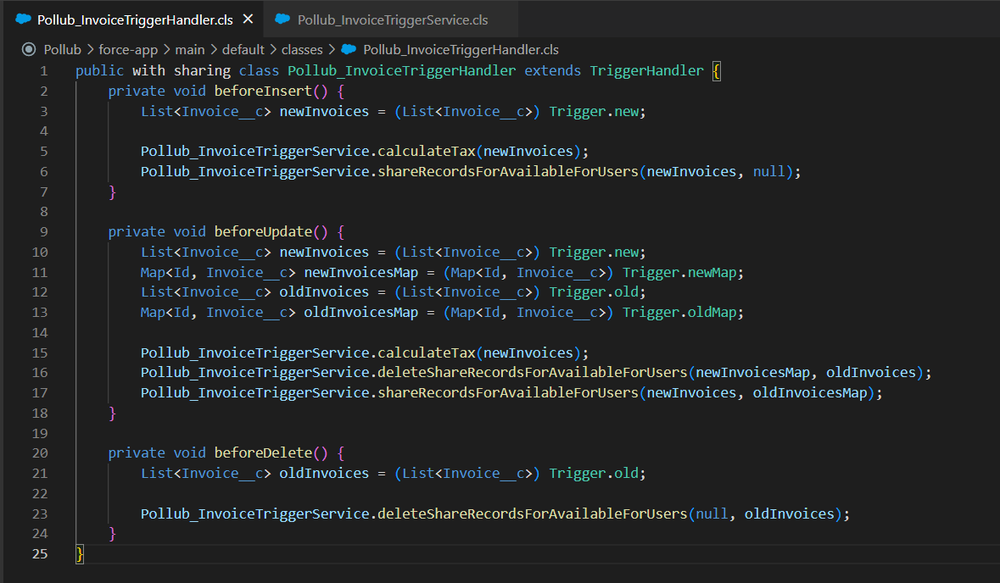 Pollub_InvoiceTriggerHandler.cls Pollub_InvoiceTriggerService.cls
Pollub > force-app > main > default > classes > Pollub_InvoiceTriggerHandler.cls
1 public with sharing class Pollub_InvoiceTriggerHandler extends TriggerHandler {
2     private void beforeInsert() {
3         List<Invoice__c> newInvoices = (List<Invoice__c>) Trigger.new;
4
5         Pollub_InvoiceTriggerService.calculateTax(newInvoices);
6         Pollub_InvoiceTriggerService.shareRecordsForAvailableForUsers(newInvoices, null);
7     }
8
9     private void beforeUpdate() {
10         List<Invoice__c> newInvoices = (List<Invoice__c>) Trigger.new;
11         Map<Id, Invoice__c> newInvoicesMap = (Map<Id, Invoice__c>) Trigger.newMap;
12         List<Invoice__c> oldInvoices = (List<Invoice__c>) Trigger.old;
13         Map<Id, Invoice__c> oldInvoicesMap = (Map<Id, Invoice__c>) Trigger.oldMap;
14
15         Pollub_InvoiceTriggerService.calculateTax(newInvoices);
16         Pollub_InvoiceTriggerService.deleteShareRecordsForAvailableForUsers(newInvoicesMap, oldInvoices);
17         Pollub_InvoiceTriggerService.shareRecordsForAvailableForUsers(newInvoices, oldInvoicesMap);
18     }
19
20     private void beforeDelete() {
21         List<Invoice__c> oldInvoices = (List<Invoice__c>) Trigger.old;
22
23         Pollub_InvoiceTriggerService.deleteShareRecordsForAvailableForUsers(null, oldInvoices);
24     }
25 }